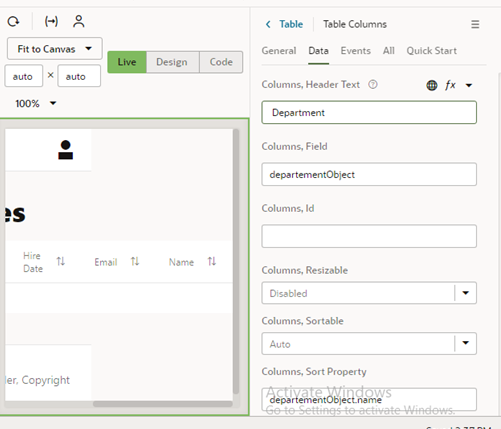 Table Table Columns
Fit to Canvas
auto × auto
Live Design Code
100%
General Data Events All Quick Start
Columns, Header Text
fx
Department
Columns, Field
departementObject
Columns, Id
Columns, Resizable
Disabled
Columns, Sortable
Auto
Columns, Sort Property
departementObject.name
es
Hire
Date
Email
Name
ler, Copyright
Activate Windows
Go to Settings to activate Windows.